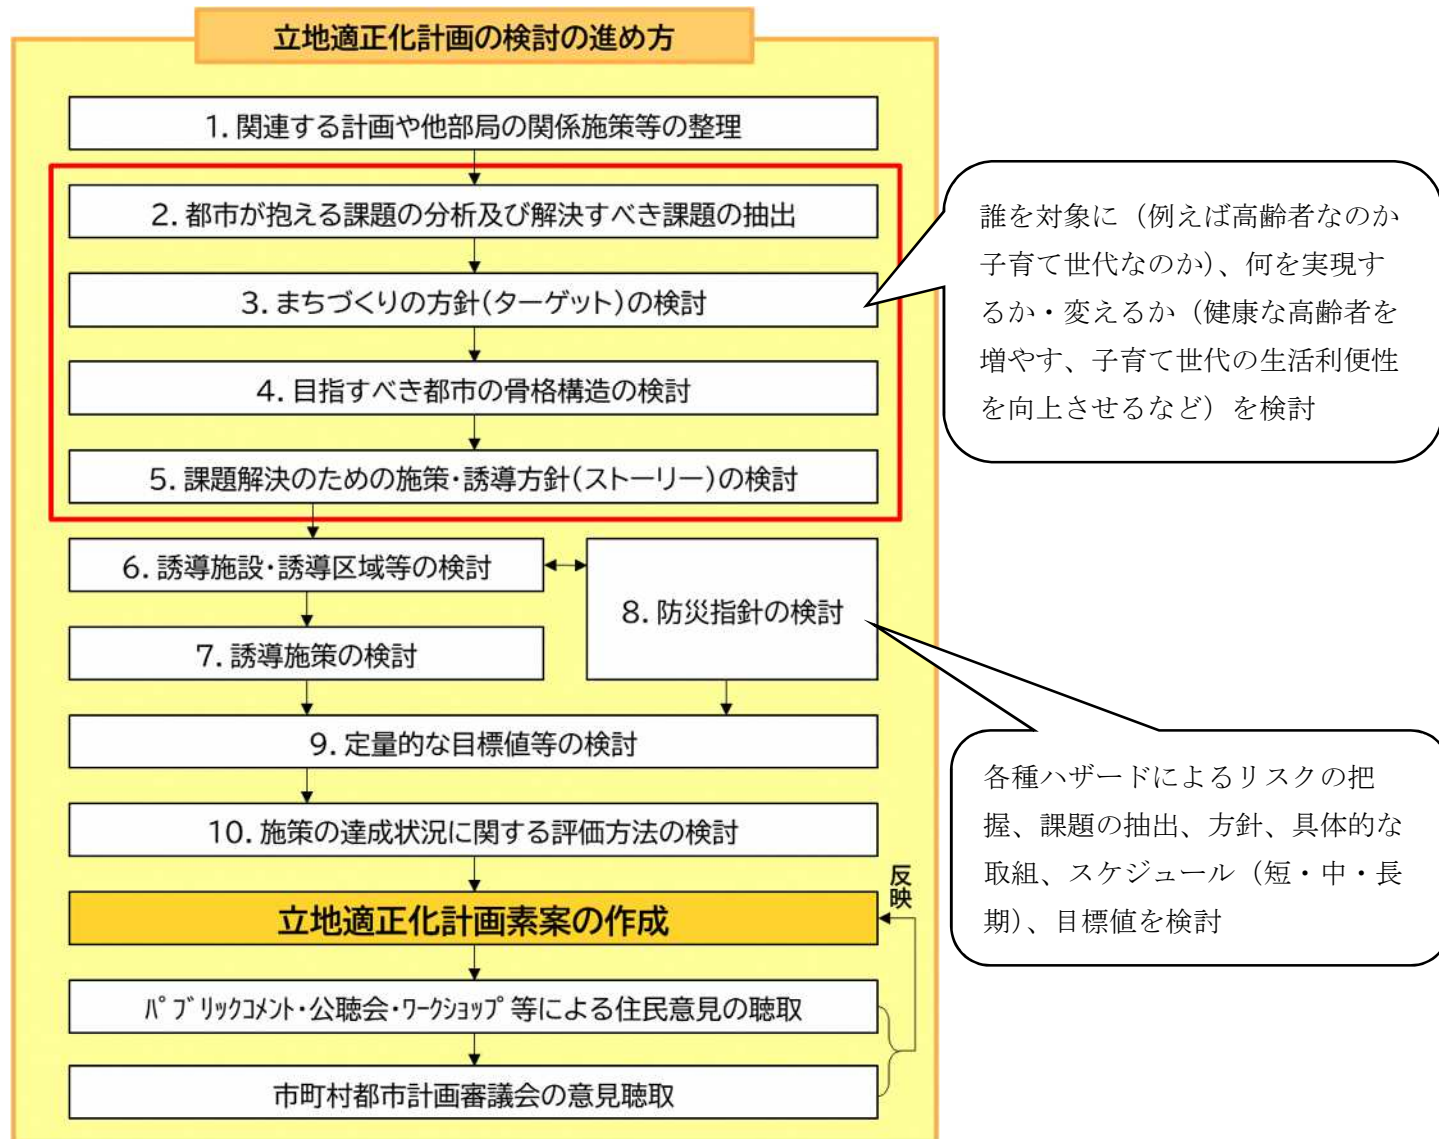 立地適正化計画の検討の進め方
1. 関連する計画や他部局の関係施策等の整理
2. 都市が抱える課題の分析及び解決すべき課題の抽出
3. まちづくりの方針(ターゲット)の検討
4. 目指すべき都市の骨格構造の検討
5. 課題解決のための施策・誘導方針(ストーリー)の検討
誰を対象に（例えば高齢者なのか
子育て世代なのか）、何を実現す
るか・変えるか（健康な高齢者を
増やす、子育て世代の生活利便性
を向上させるなど）を検討
6. 誘導施設・誘導区域等の検討
7. 誘導施策の検討
8. 防災指針の検討
9. 定量的な目標値等の検討
10. 施策の達成状況に関する評価方法の検討
各種ハザードによるリスクの把
握、課題の抽出、方針、具体的な
取組、スケジュール（短・中・長
期）、目標値を検討
立地適正化計画素案の作成
反映
ﾊﾟﾌﾞﾘｯｸｺﾒﾝﾄ・公聴会・ﾜｰｸｼｮｯﾌﾟ等による住民意見の聴取
市町村都市計画審議会の意見聴取